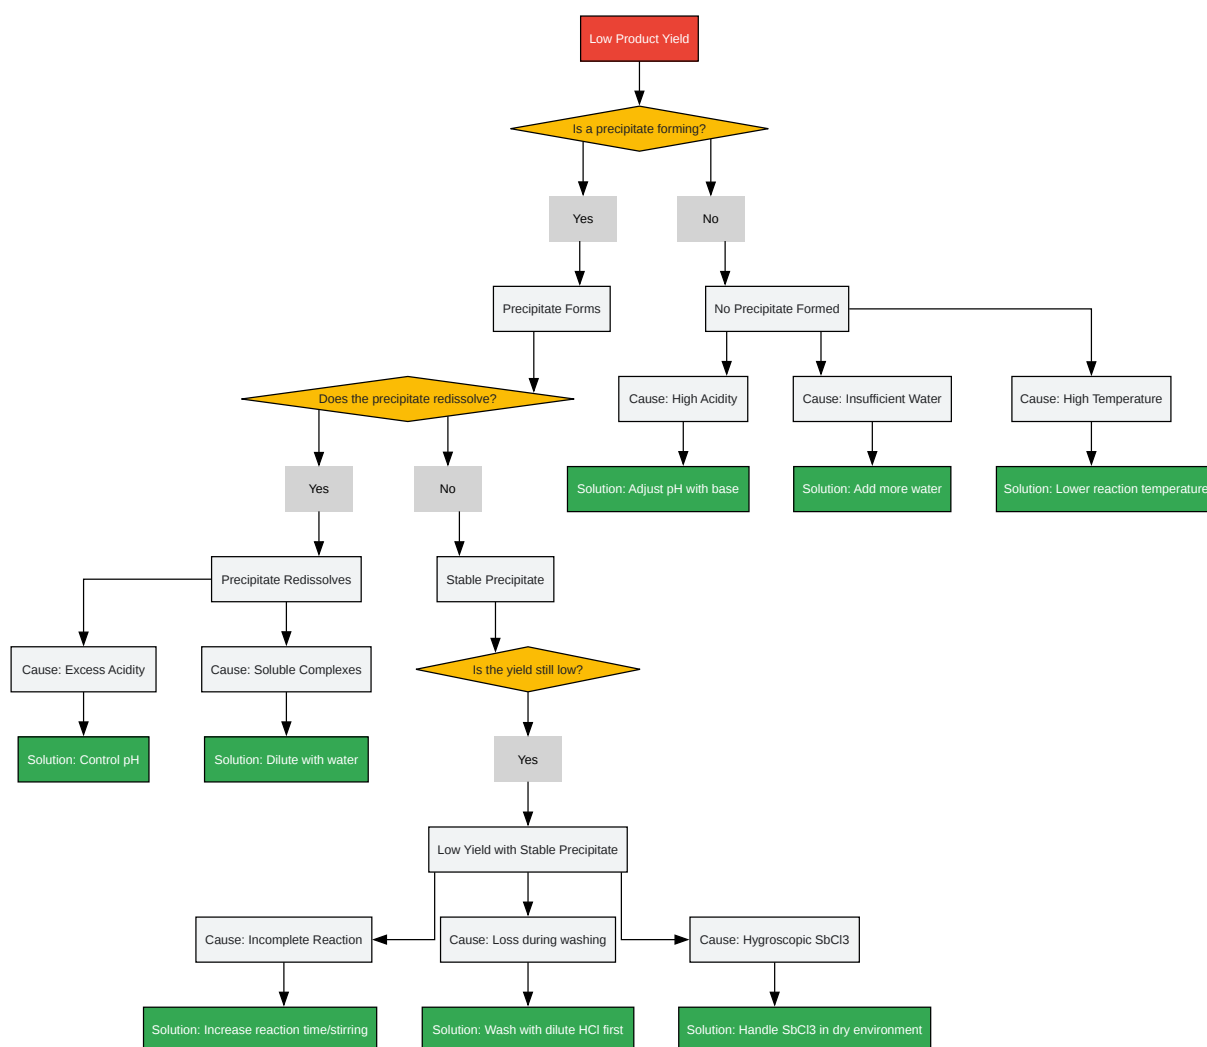 Low Product Yield
Is a precipitate forming?
Yes
No
Precipitate Forms
No Precipitate Formed
Does the precipitate redissolve?
Cause: High Acidity
Cause: Insufficient Water
Cause: High Temperature
Yes
No
Solution: Adjust pH with base
Solution: Add more water
Solution: Lower reaction temperature
Precipitate Redissolves
Stable Precipitate
Cause: Excess Acidity
Cause: Soluble Complexes
Is the yield still low?
Solution: Control pH
Solution: Dilute with water
Yes
Low Yield with Stable Precipitate
Cause: Incomplete Reaction
Cause: Loss during washing
Cause: Hygroscopic SbCl3
Solution: Increase reaction time/stirring
Solution: Wash with dilute HCl first
Solution: Handle SbCl3 in dry environment